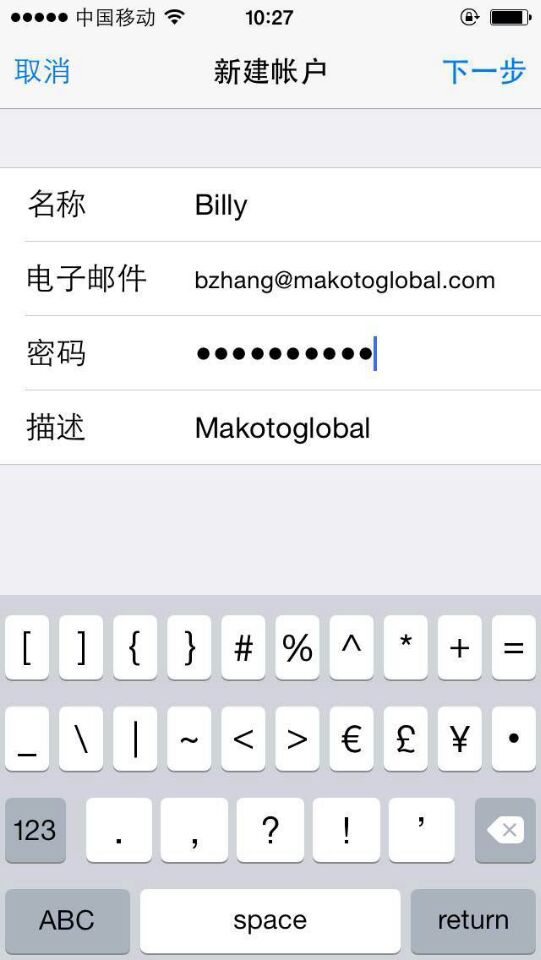 中国移动 10:27
取消 新建帐户 下一步
名称 Billy
电子邮件 bzhang@makotoglobal.com
密码 ••••••••••
描述 Makotoglobal
[ ] { } # % ^ * + =
_ \ | ~ < > € £ ¥ •
123 . , ? ! ’
ABC space return